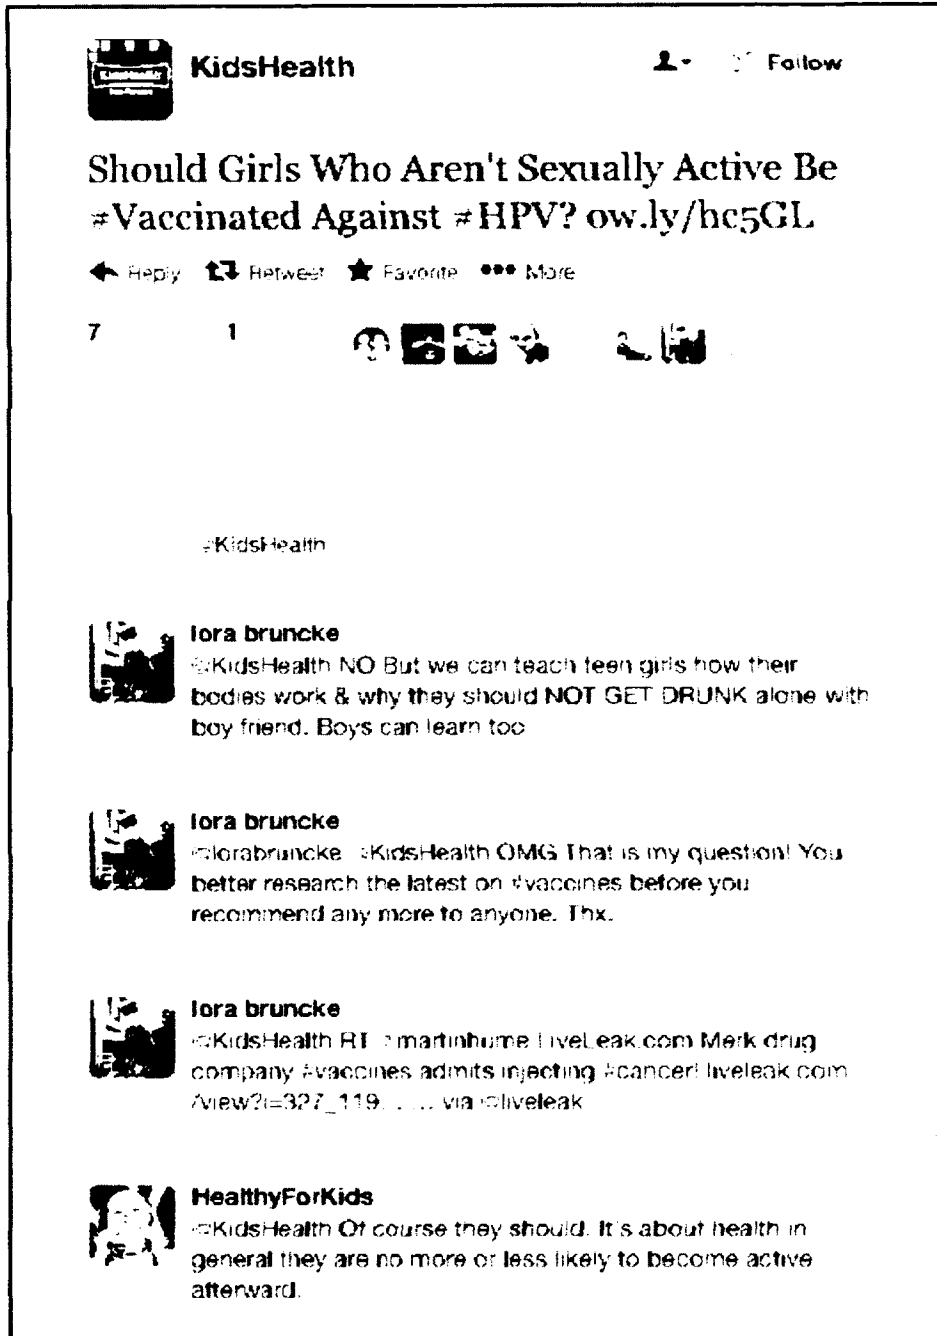 KidsHealth
Follow
Should Girls Who Aren't Sexually Active Be
#Vaccinated Against #HPV? ow.ly/hc5GL
Reply Retweet Favorite More
7 1
@KidsHealth
lora bruncke
@KidsHealth NO But we can teach teen girls how their
bodies work & why they should NOT GET DRUNK alone with
boy friend. Boys can learn too
lora bruncke
@lorabruncke @KidsHealth OMG That is my question! You
better research the latest on #vaccines before you
recommend any more to anyone. Thx.
lora bruncke
@KidsHealth RT @martinhume LiveLeak.com Merk drug
company #vaccines admits injecting #cancer! liveleak.com
/view?i=327_119... ... via @liveleak
HealthyForKids
@KidsHealth Of course they should. It's about health in
general they are no more or less likely to become active
afterward.